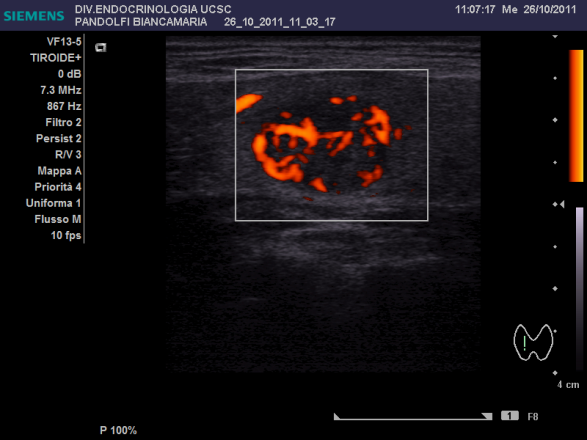 SIEMENS
DIV.ENDOCRINOLOGIA UCSC
11:07:17 Me 26/10/2011
PANDOLFI BIANCAMARIA 26_10_2011_11_03_17
VF13-5
TIROIDE+
0 dB
7.3 MHz
867 Hz
Filtro 2
Persist 2
R/V 3
Mappa A
Priorità 4
Uniforma 1
Flusso M
10 fps
4 cm
1 F8
P 100%